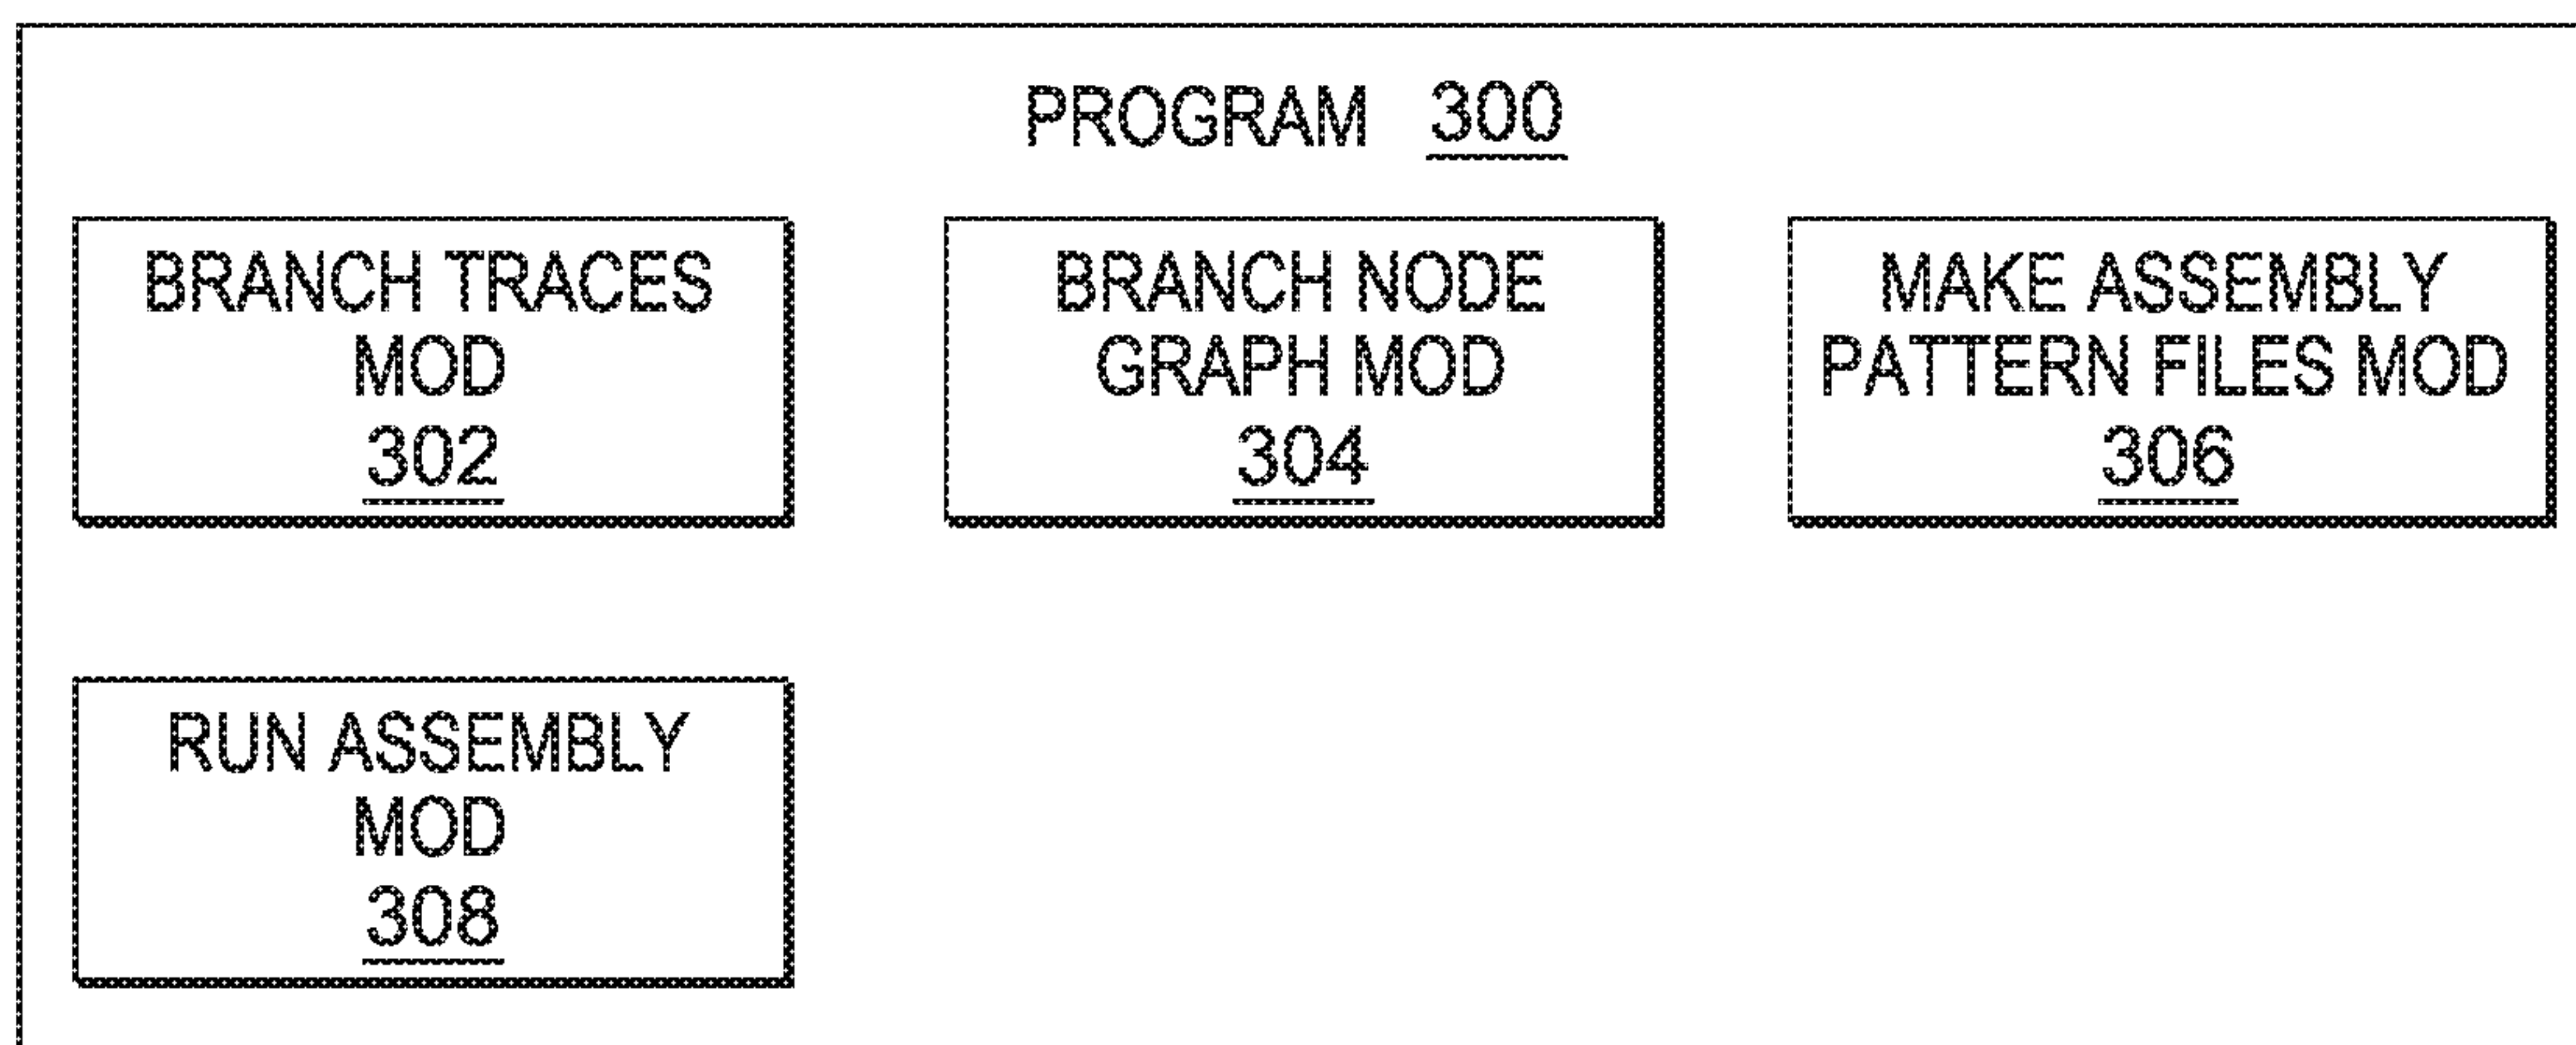 PROGRAM 300
BRANCH TRACES
MOD
302
BRANCH NODE
GRAPH MOD
304
MAKE ASSEMBLY
PATTERN FILES MOD
306
RUN ASSEMBLY
MOD
308